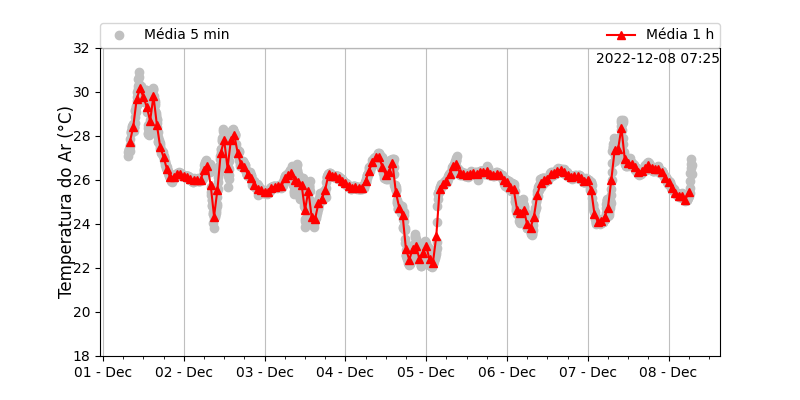 Média 5 min
Média 1 h
2022-12-08 07:25
Temperatura do Ar (°C)
32
30
28
26
24
22
20
18
01 - Dec
02 - Dec
03 - Dec
04 - Dec
05 - Dec
06 - Dec
07 - Dec
08 - Dec